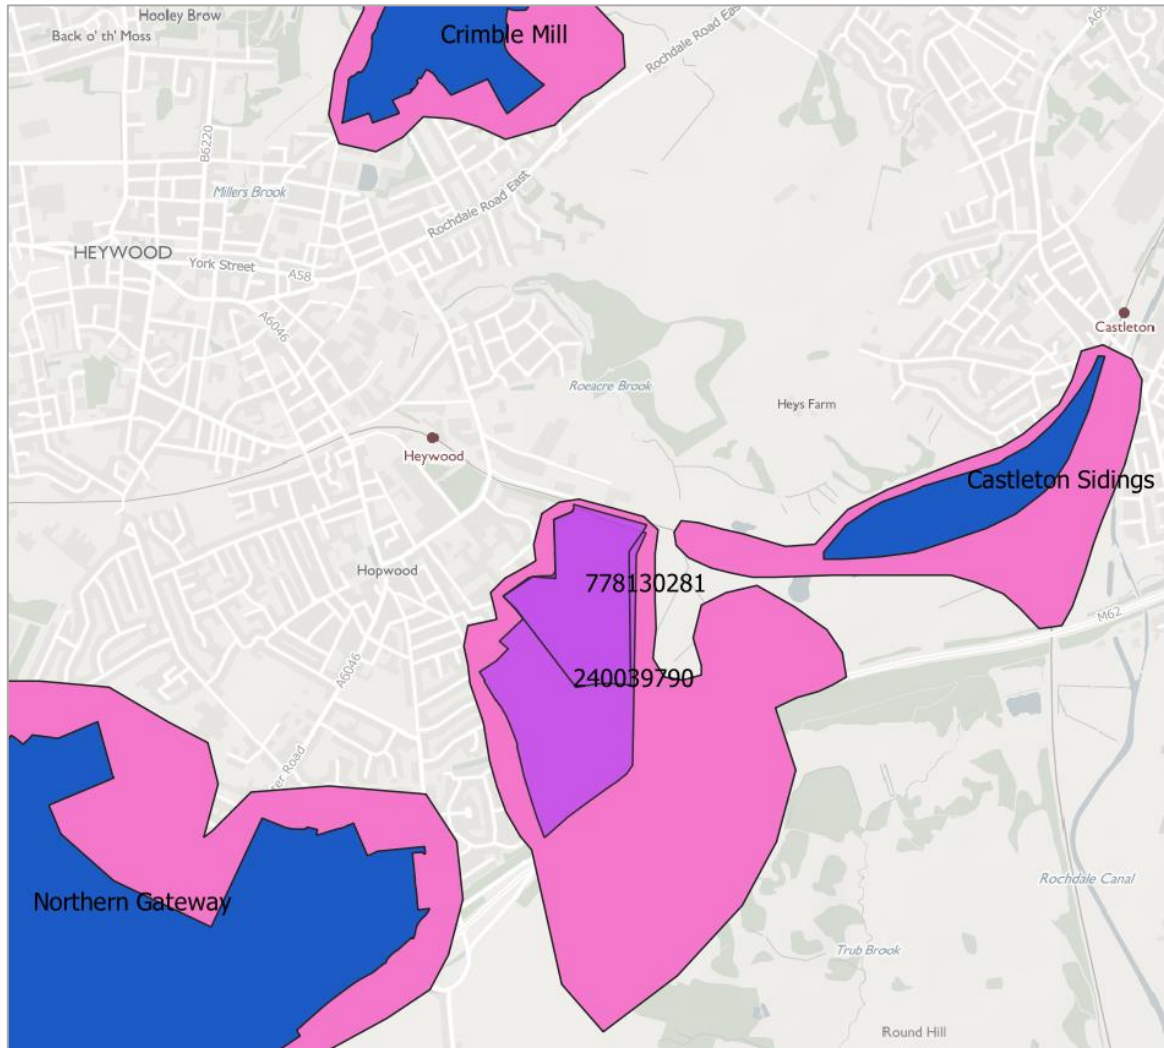 Hooley Brow
Back o' th' Moss
Crimble Mill
Rochdale Road East
B6220
Millers Brook
Rochdale Road East
HEYWOOD
York Street
A58
A6046
Castleton
Roeacre Brook
Heys Farm
Heywood
Castleton Sidings
Hopwood
778130281
M62
A6046
240039790
Northern Gateway
Rochdale Canal
Trub Brook
Round Hill